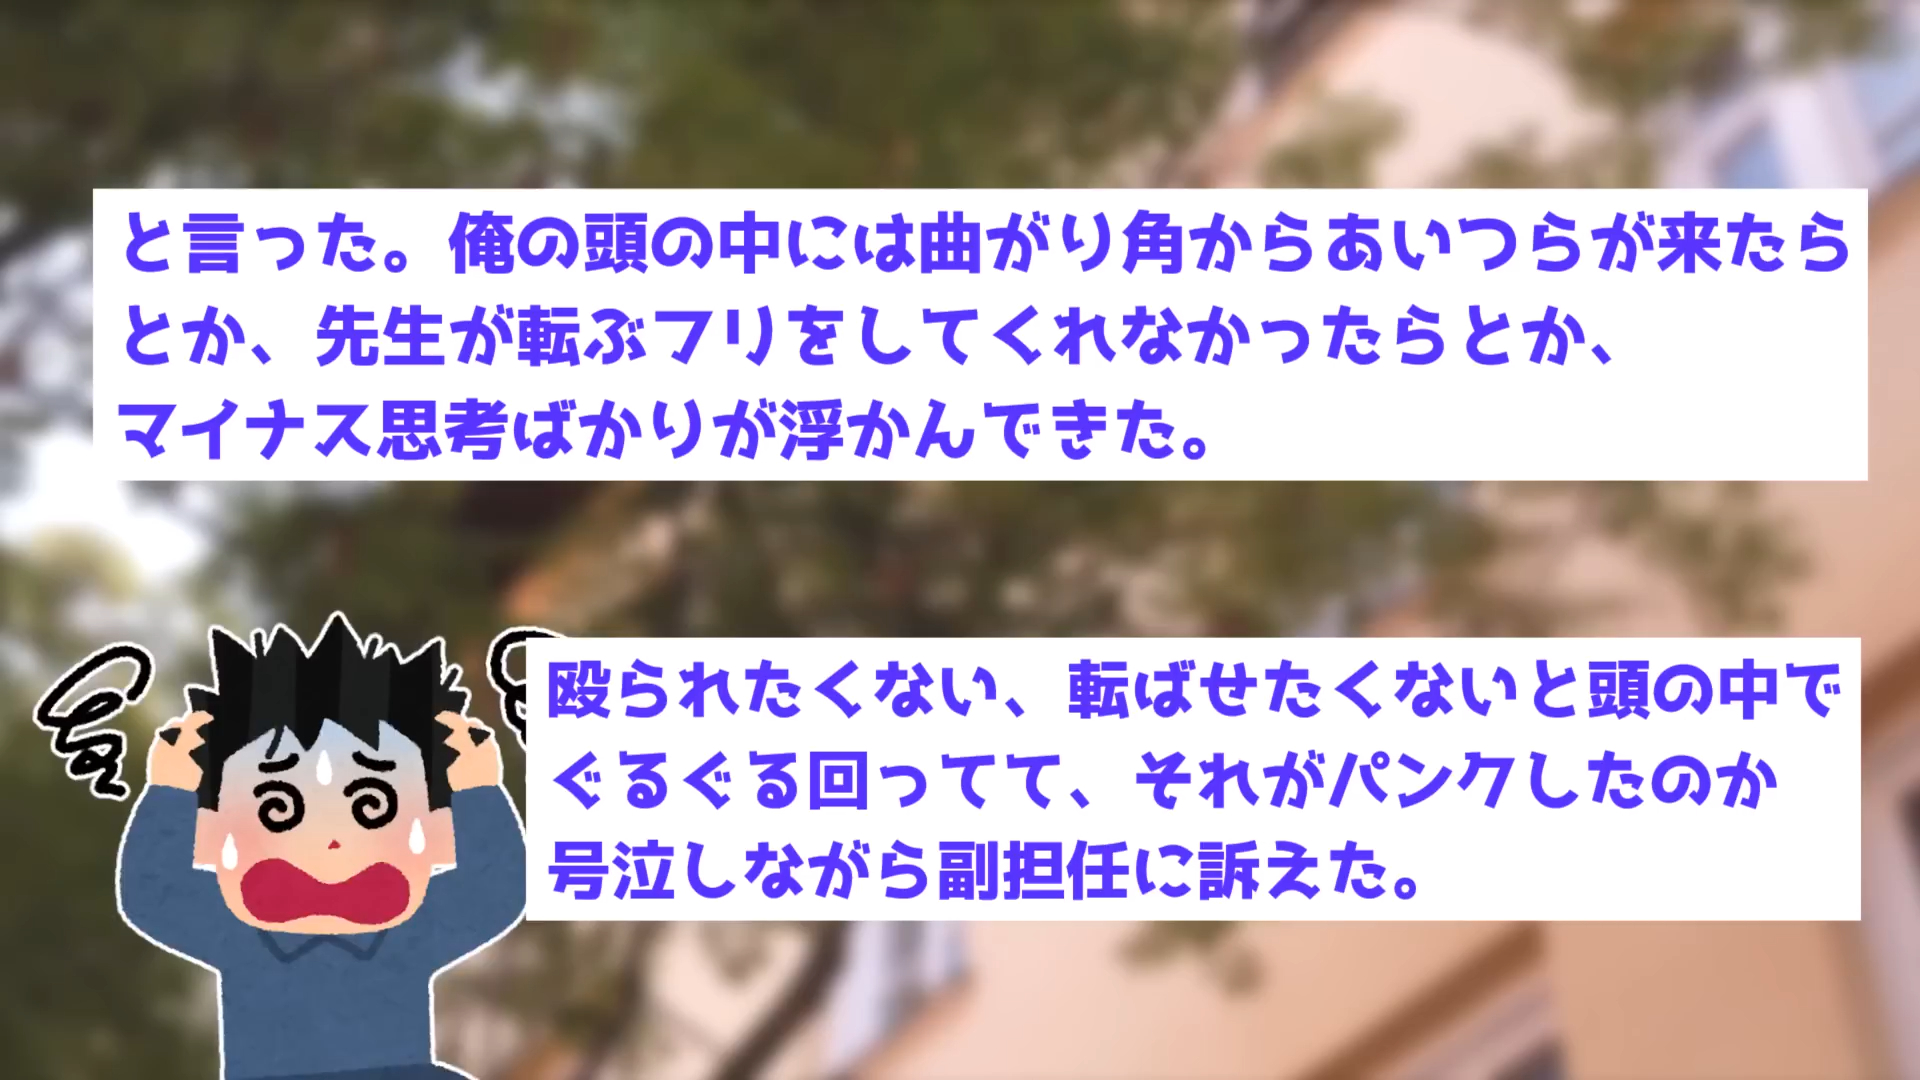 と言った。俺の頭の中には曲がり角からあいつらが来たら
とか、先生が転ぶフリをしてくれなかったらとか、
マイナス思考ばかりが浮かんできた。
殴られたくない、転ばせたくないと頭の中で
ぐるぐる回ってて、それがパンクしたのか
号泣しながら副担任に訴えた。